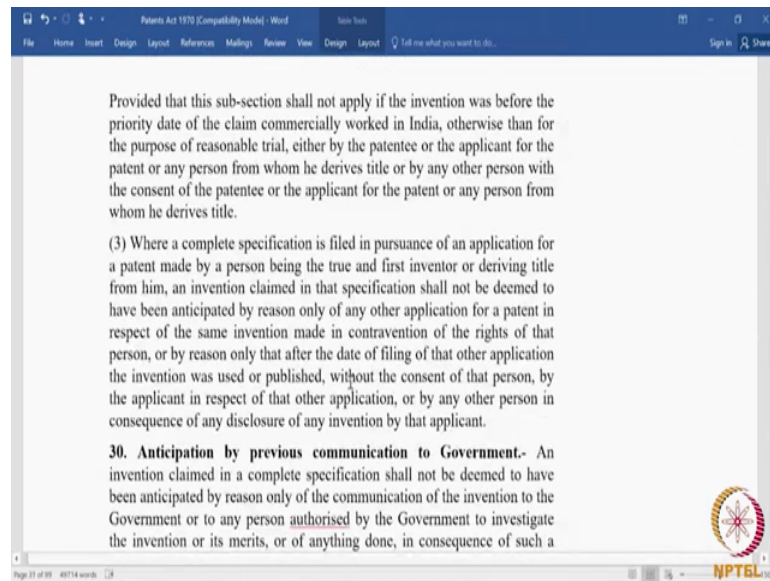 Patents Act 1970 [Compatibility Mode] - Word
Table Tools
File Home Insert Design Layout References Mailings Review View Design Layout Tell me what you want to do... Sign in Share
Provided that this sub-section shall not apply if the invention was before the
priority date of the claim commercially worked in India, otherwise than for
the purpose of reasonable trial, either by the patentee or the applicant for the
patent or any person from whom he derives title or by any other person with
the consent of the patentee or the applicant for the patent or any person from
whom he derives title.
(3) Where a complete specification is filed in pursuance of an application for
a patent made by a person being the true and first inventor or deriving title
from him, an invention claimed in that specification shall not be deemed to
have been anticipated by reason only of any other application for a patent in
respect of the same invention made in contravention of the rights of that
person, or by reason only that after the date of filing of that other application
the invention was used or published, without the consent of that person, by
the applicant in respect of that other application, or by any other person in
consequence of any disclosure of any invention by that applicant.
30. Anticipation by previous communication to Government.- An
invention claimed in a complete specification shall not be deemed to have
been anticipated by reason only of the communication of the invention to the
Government or to any person authorised by the Government to investigate
the invention or its merits, or of anything done, in consequence of such a
Page 31 of 99 49714 words
NPTEL